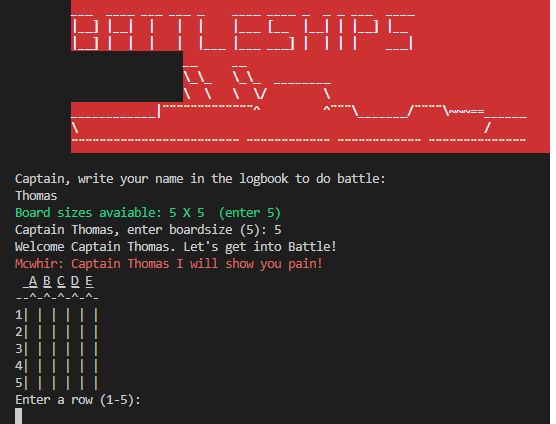 BATTLESHIPS
Captain, write your name in the logbook to do battle:
Thomas
Board sizes avaiable: 5 X 5  (enter 5)
Captain Thomas, enter boardsize (5): 5
Welcome Captain Thomas. Let's get into Battle!
Mcwhir: Captain Thomas I will show you pain!
A B C D E
--^-^-^-^-^-
1| | | | | |
2| | | | | |
3| | | | | |
4| | | | | |
5| | | | | |
Enter a row (1-5):